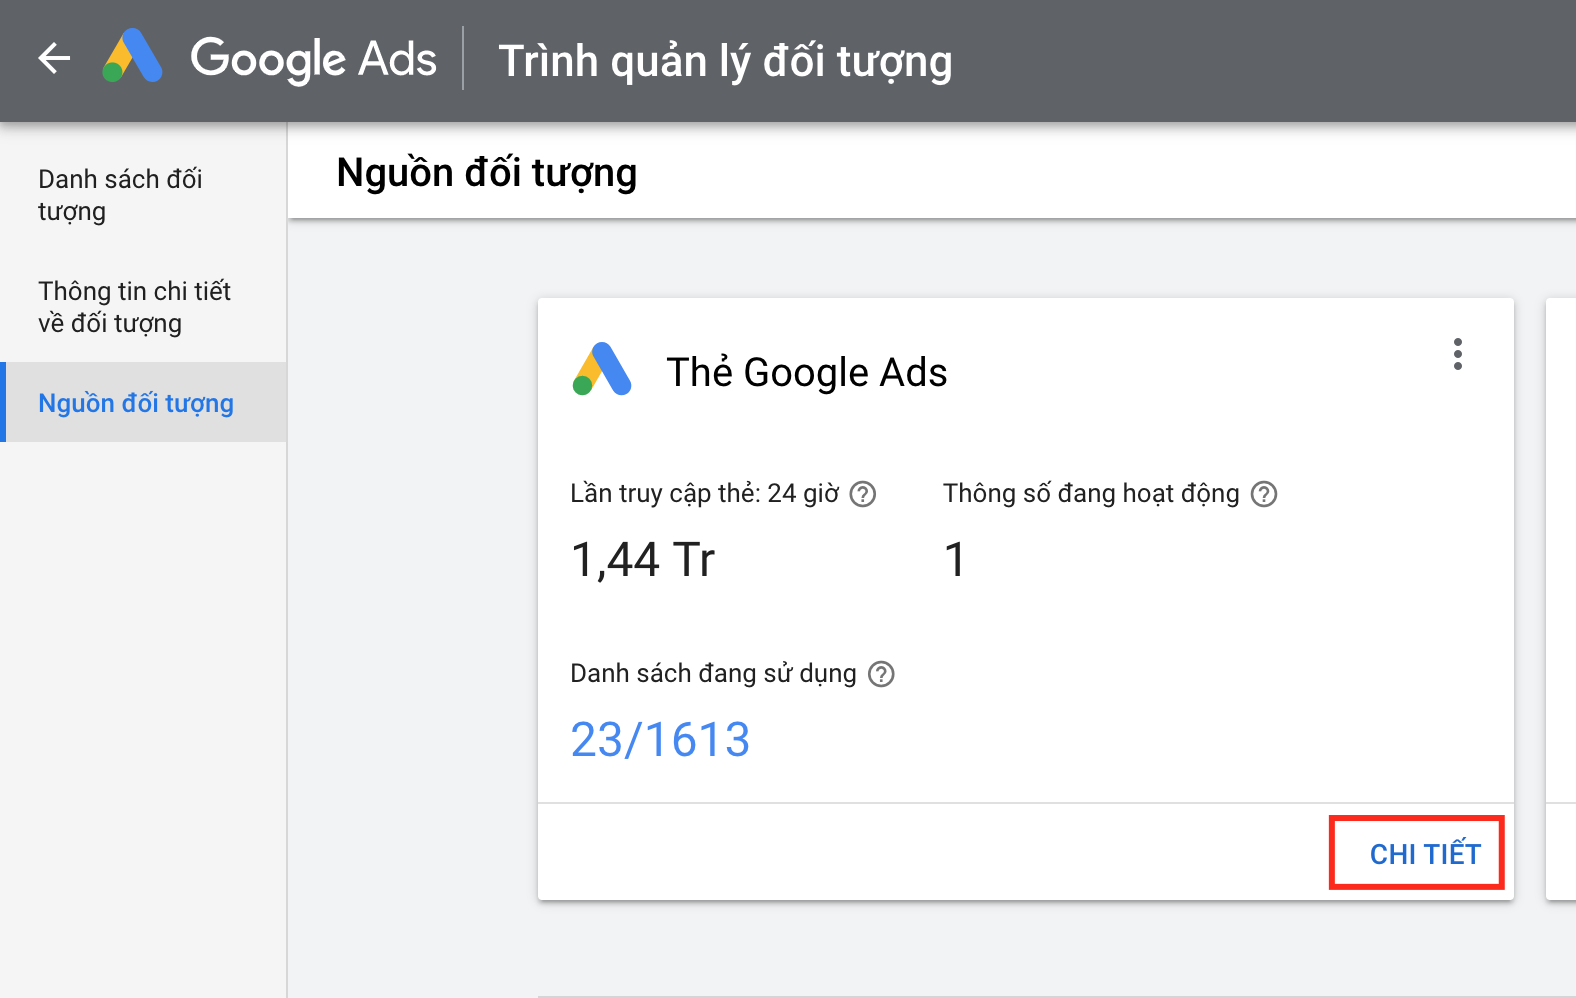 Google Ads
Trình quản lý đối tượng
Danh sách đối
tượng
Thông tin chi tiết
về đối tượng
Nguồn đối tượng
Nguồn đối tượng
Thẻ Google Ads
Lần truy cập thẻ: 24 giờ
Thông số đang hoạt động
1,44 Tr
1
Danh sách đang sử dụng
23/1613
CHI TIẾT